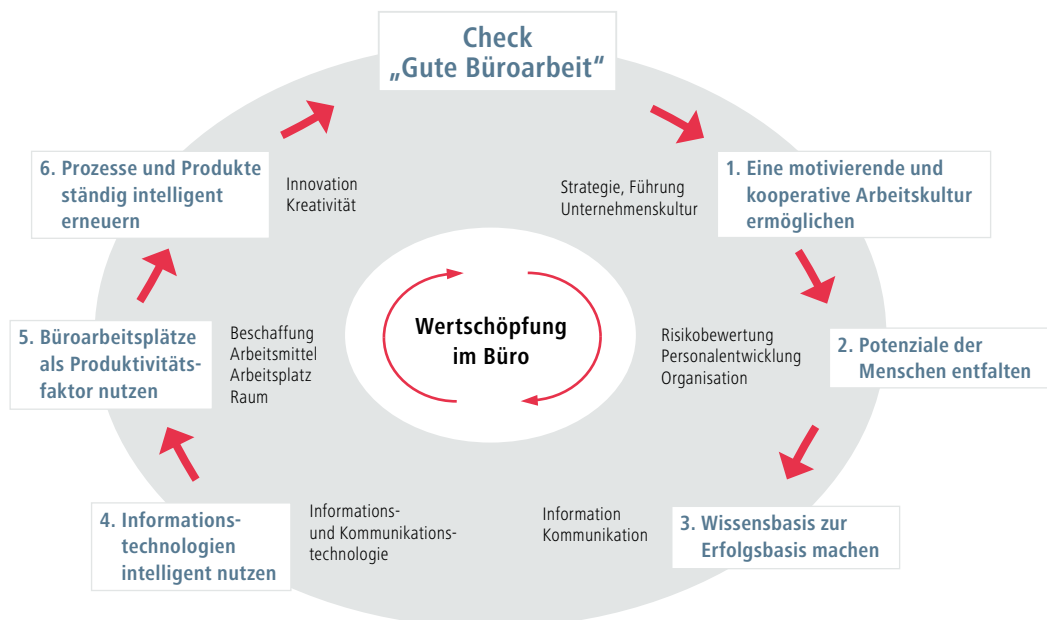 Check
„Gute Büroarbeit“
1. Eine motivierende und
kooperative Arbeitskultur
ermöglichen
Strategie, Führung
Unternehmenskultur
2. Potenziale der
Menschen entfalten
Risikobewertung
Personalentwicklung
Organisation
3. Wissensbasis zur
Erfolgsbasis machen
Information
Kommunikation
4. Informations-
technologien
intelligent nutzen
Informations-
und Kommunikations-
technologie
5. Büroarbeitsplätze
als Produktivitäts-
faktor nutzen
Beschaffung
Arbeitsmittel
Arbeitsplatz
Raum
6. Prozesse und Produkte
ständig intelligent
erneuern
Innovation
Kreativität
Wertschöpfung
im Büro